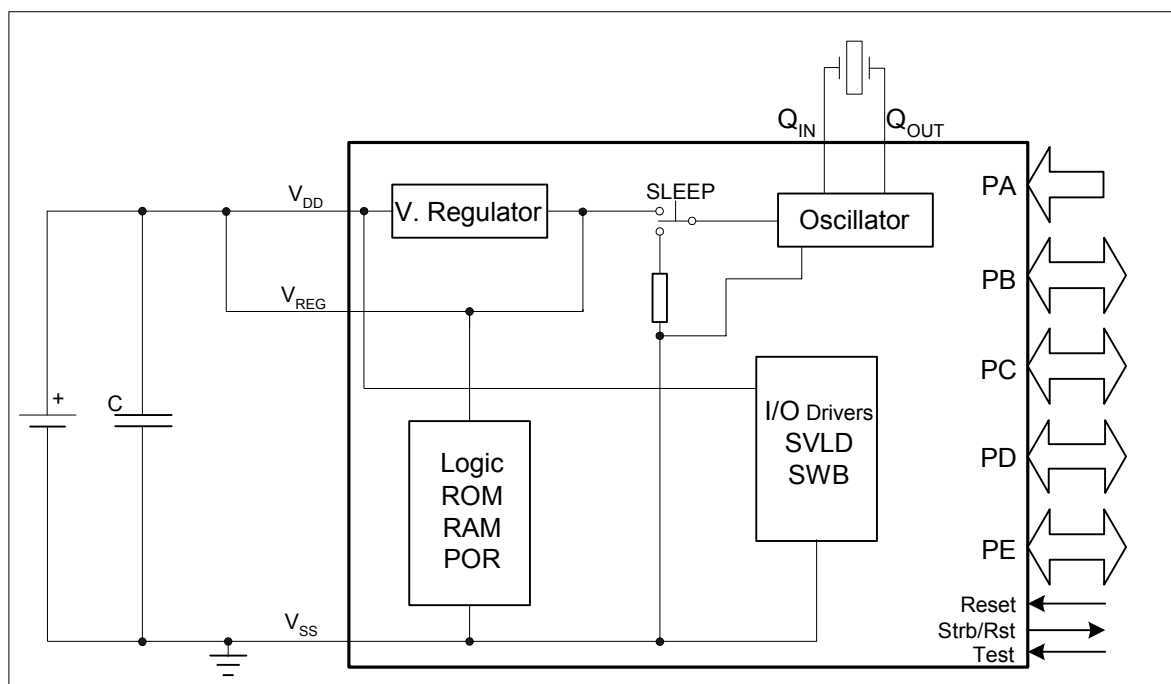 Q_IN
Q_OUT
V_DD
V. Regulator
SLEEP
Oscillator
PA
V_REG
PB
+
C
I/O Drivers
SVLD
SWB
PC
Logic
ROM
RAM
POR
PD
PE
V_SS
Reset
Strb/Rst
Test